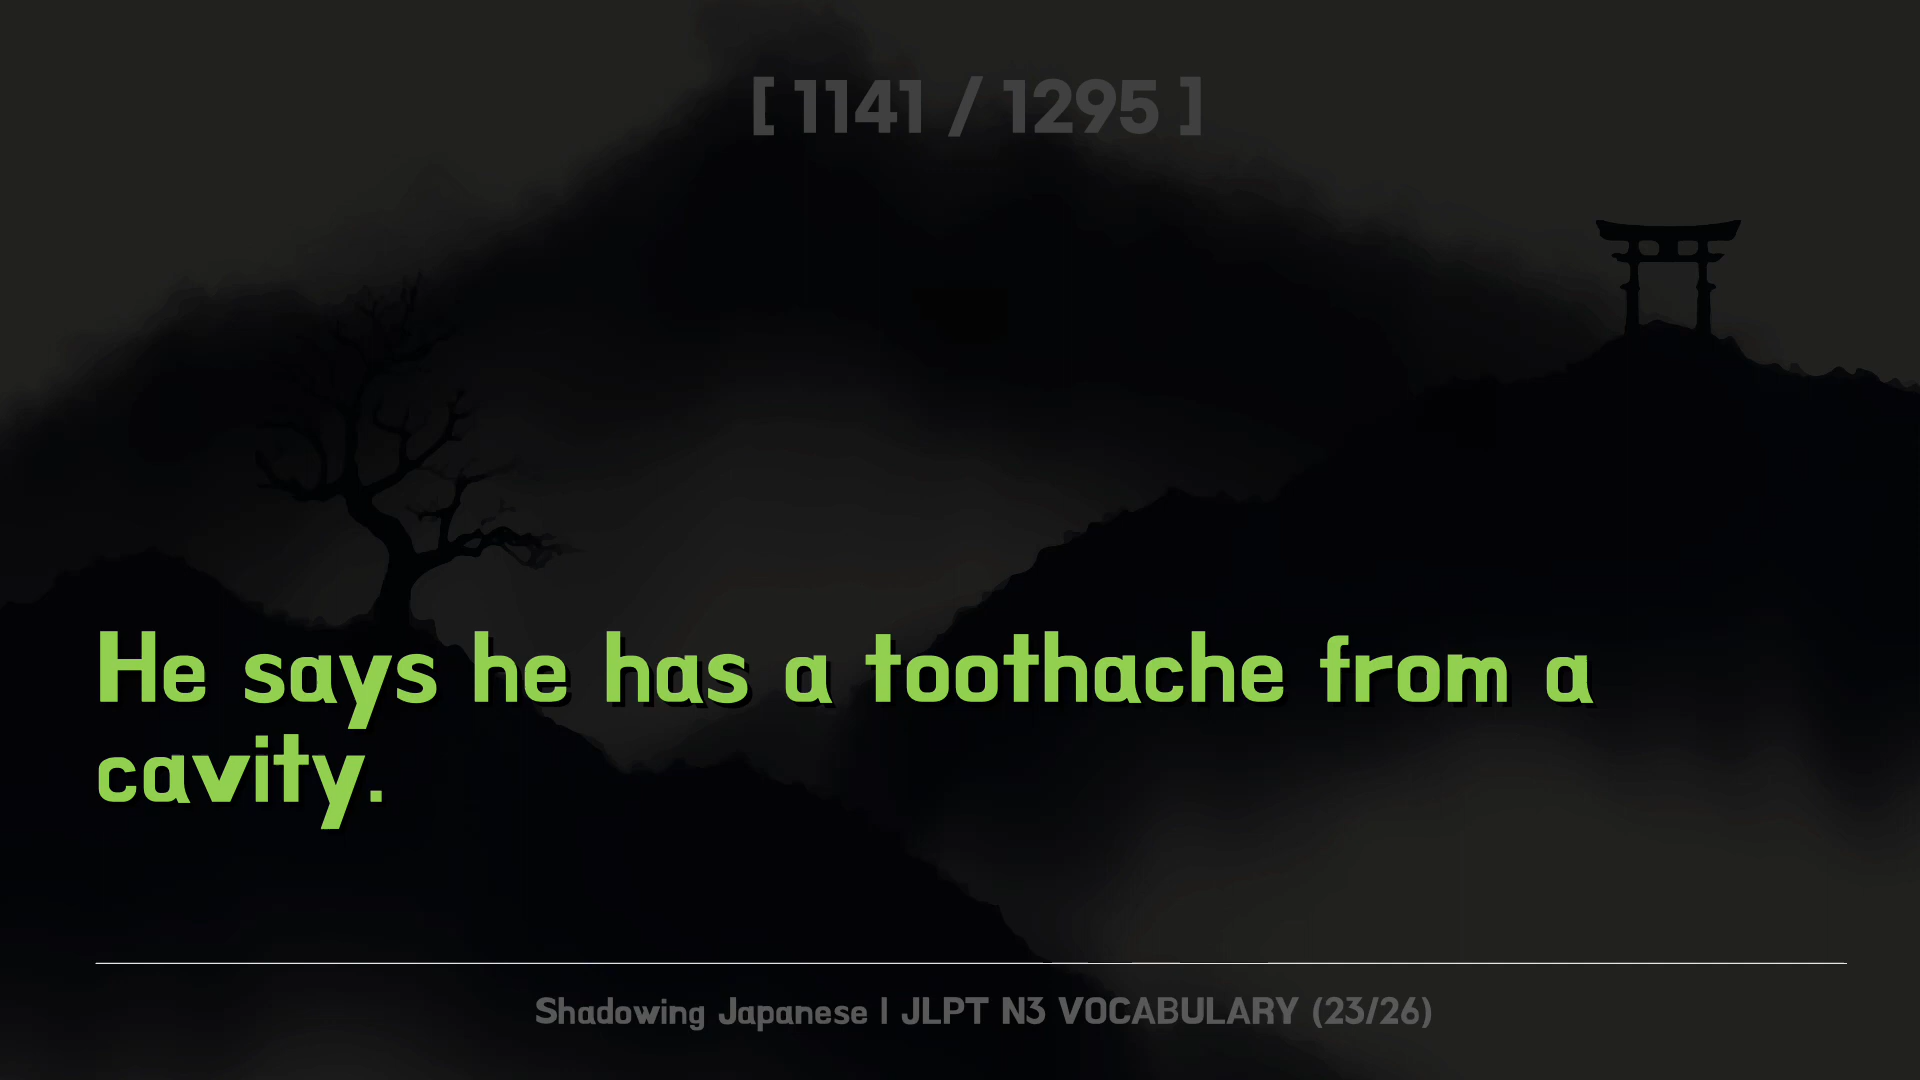 [ 1141 / 1295 ]
He says he has a toothache from a
cavity.
Shadowing Japanese | JLPT N3 VOCABULARY (23/26)